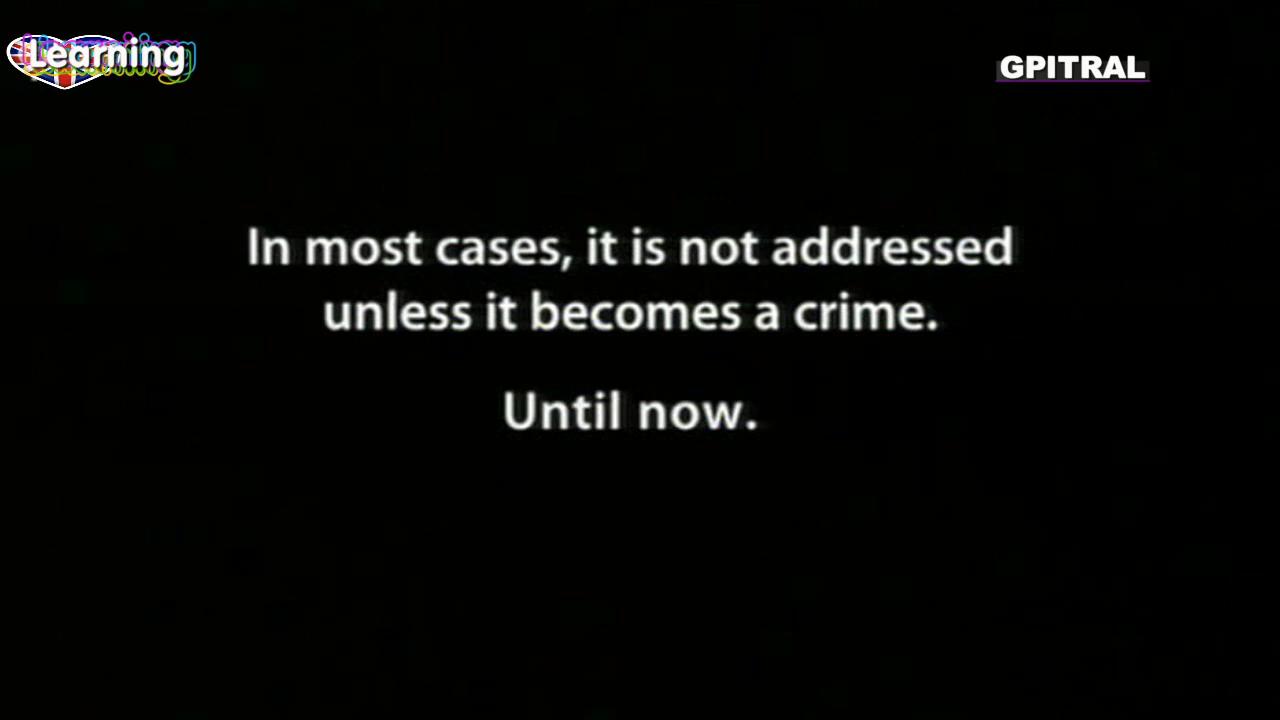 Learning
GPITRAL
In most cases, it is not addressed
unless it becomes a crime.
Until now.